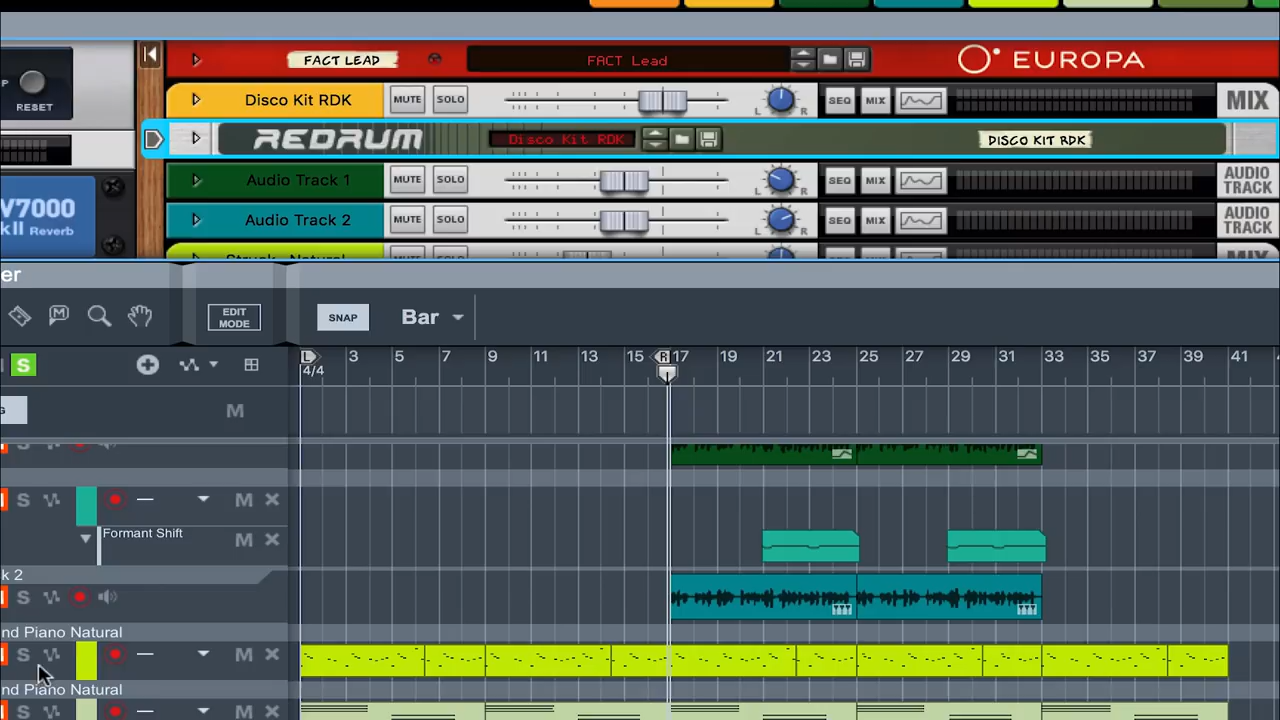 FACT LEAD FACT Lead EUROPA
P RESET Disco Kit RDK MUTE SOLO L R SEQ MIX MIX
REDRUM Disco Kit RDK DISCO KIT RDK
Audio Track 1 MUTE SOLO L R SEQ MIX AUDIO TRACK
V7000 kII Reverb Audio Track 2 MUTE SOLO L R SEQ MIX AUDIO TRACK
er
M EDIT MODE SNAP Bar
S L 3 5 7 9 11 13 15 R 17 19 21 23 25 27 29 31 33 35 37 39 41 43
4/4
G M
S
S M
Formant Shift M
k 2
S
nd Piano Natural
S M
nd Piano Natural
S M